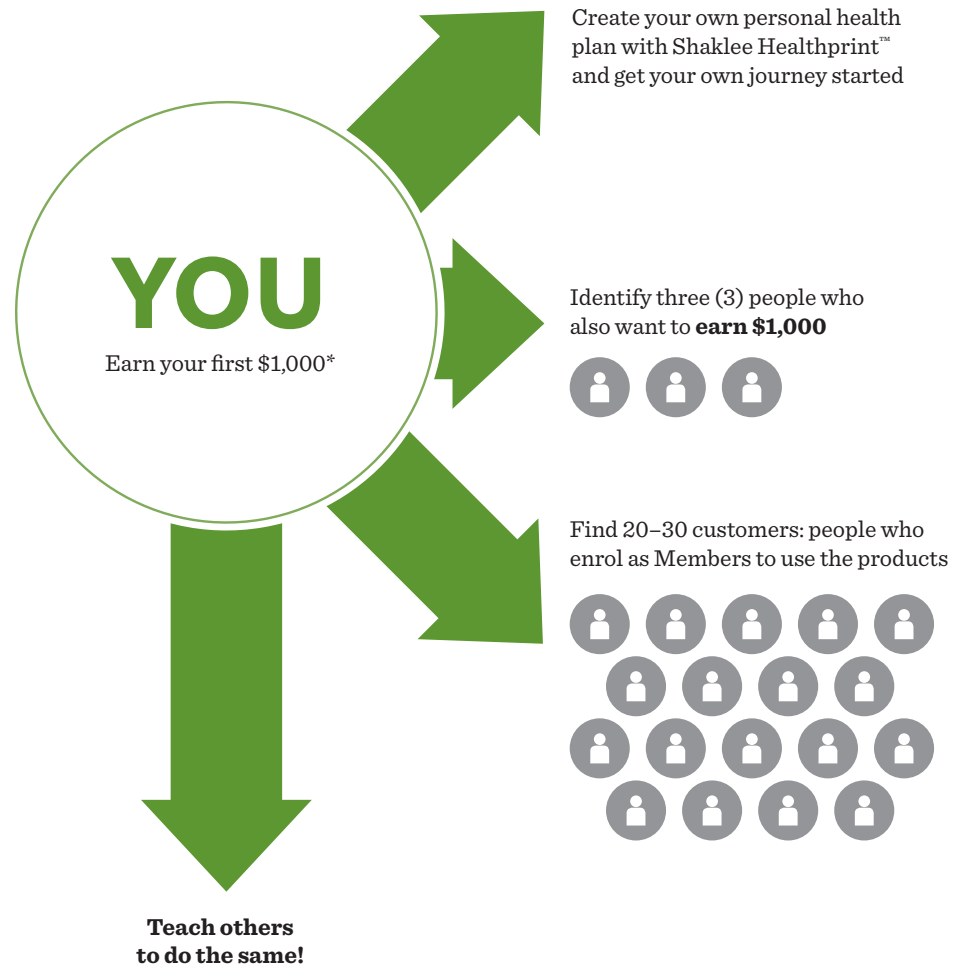 Create your own personal health
plan with Shaklee Healthprint™
and get your own journey started
YOU
Earn your first $1,000*
Identify three (3) people who
also want to earn $1,000
Find 20–30 customers: people who
enrol as Members to use the products
Teach others
to do the same!